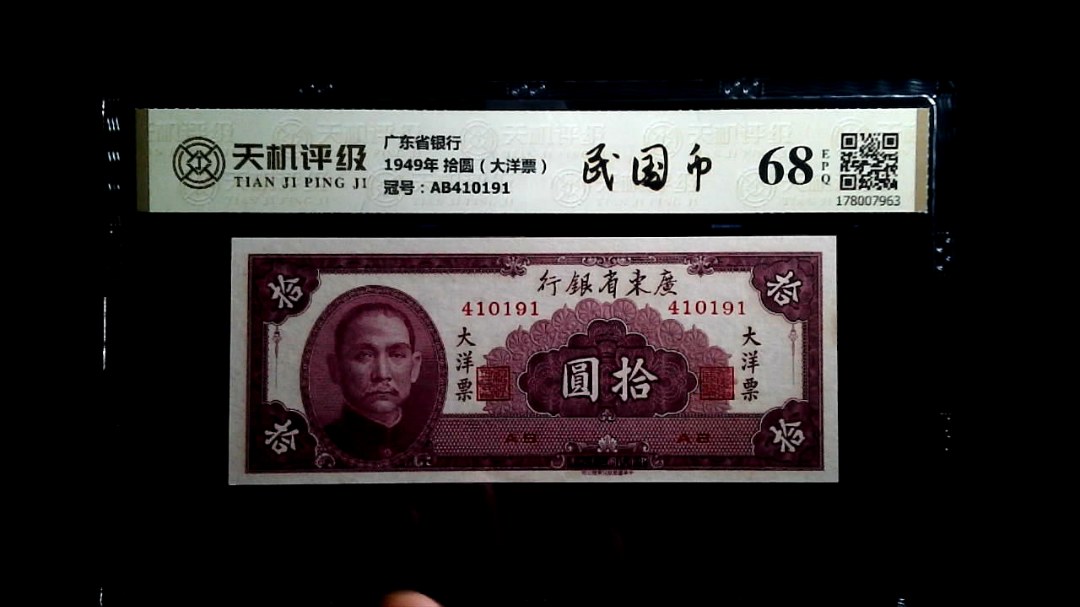 天机评级
TIAN JI PING JI
广东省银行
1949年 拾圆（大洋票）
冠号：AB410191
民国币
68
EPQ
178007963
行銀省東廣
拾
拾
410191
410191
大洋票
大洋票
圓拾
AB
AB
拾
拾